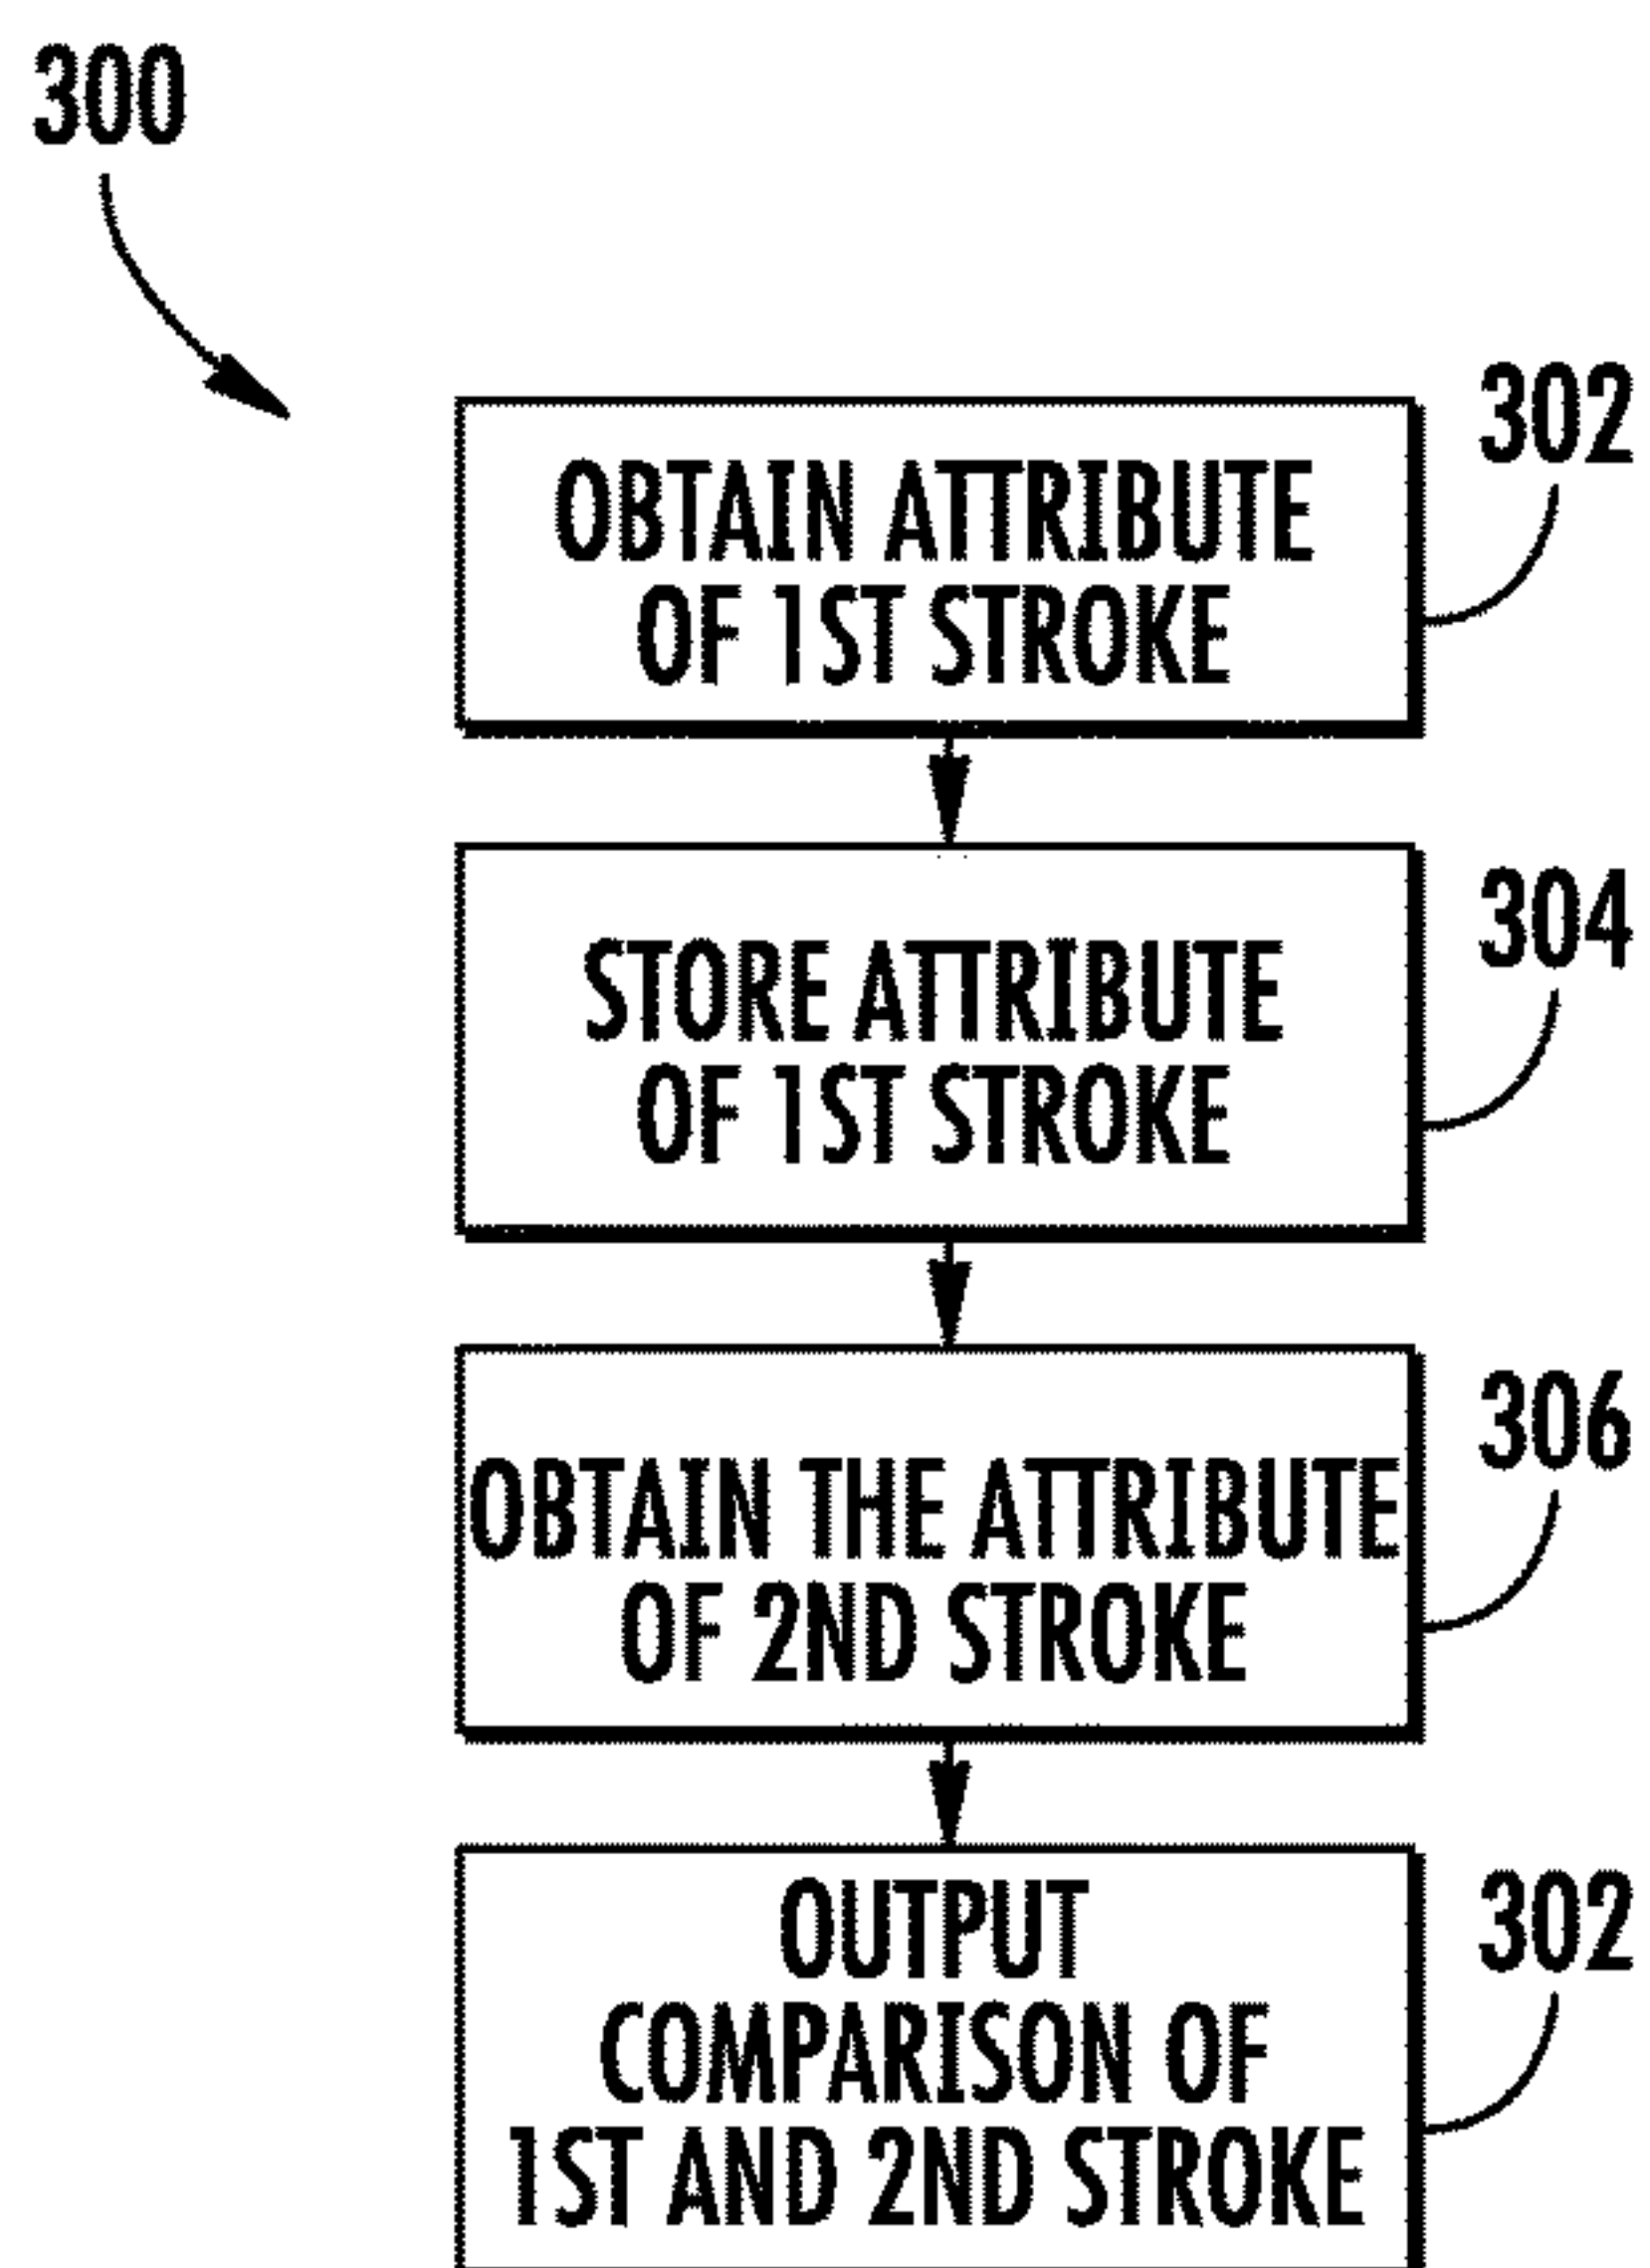 300
302
OBTAIN ATTRIBUTE
OF 1ST STROKE
304
STORE ATTRIBUTE
OF 1ST STROKE
306
OBTAIN THE ATTRIBUTE
OF 2ND STROKE
302
OUTPUT
COMPARISON OF
1ST AND 2ND STROKE